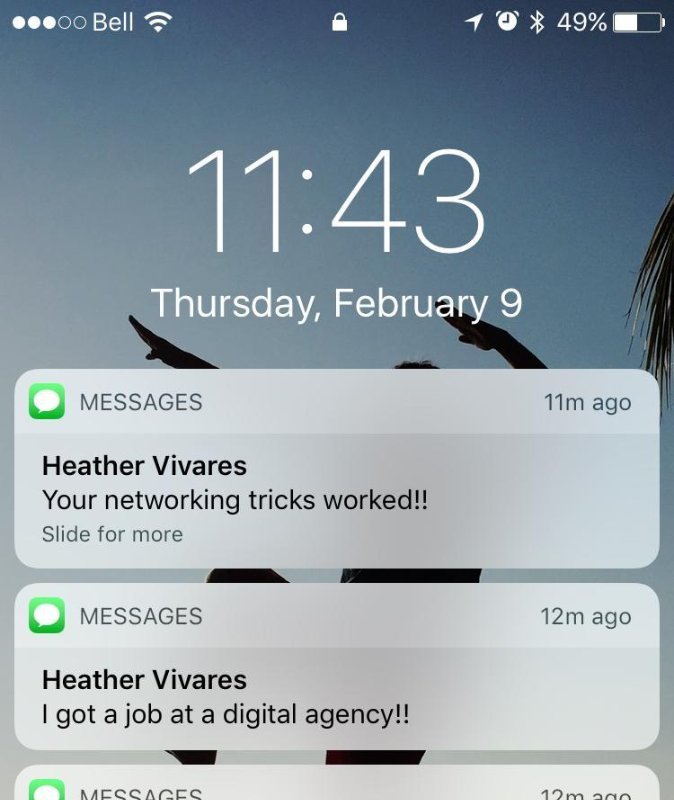 Bell 49%
11:43
Thursday, February 9
MESSAGES 11m ago
Heather Vivares
Your networking tricks worked!!
Slide for more
MESSAGES 12m ago
Heather Vivares
I got a job at a digital agency!!
MESSAGES 12m ago